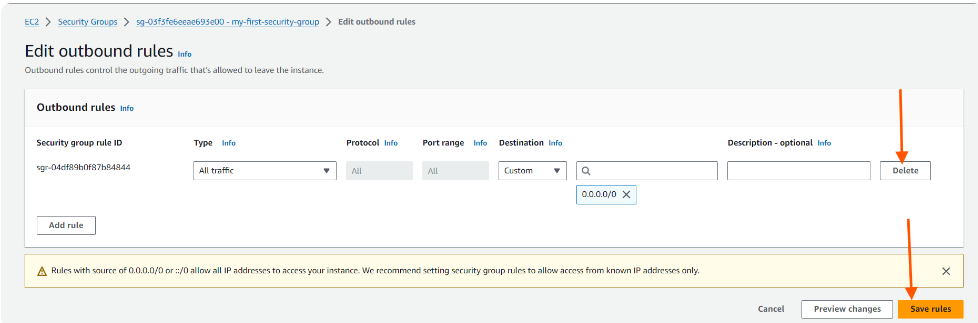 EC2 > Security Groups > sg-03f3fe6eeae693e00 - my-first-security-group > Edit outbound rules
Edit outbound rules Info
Outbound rules control the outgoing traffic that's allowed to leave the instance.
Outbound rules Info
Security group rule ID Type Info Protocol Info Port range Info Destination Info Description - optional Info
sgr-04df89b0f87b84844 All traffic All All Custom Delete
0.0.0.0/0
Add rule
Rules with source of 0.0.0.0/0 or ::/0 allow all IP addresses to access your instance. We recommend setting security group rules to allow access from known IP addresses only.
Cancel Preview changes Save rules